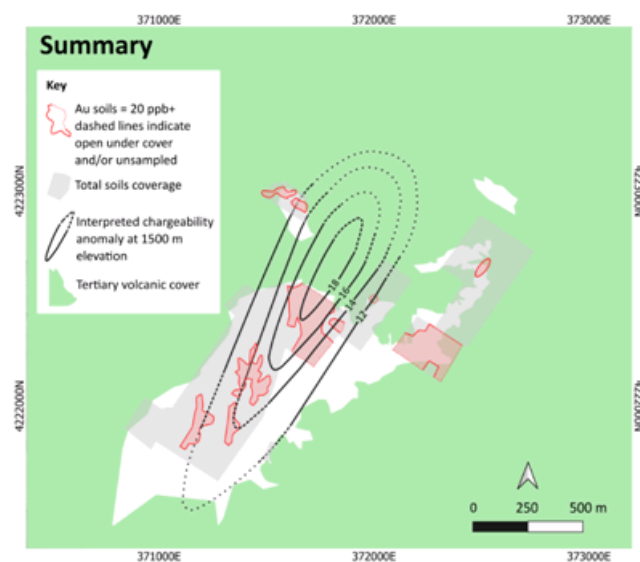 371000E
372000E
373000E
Summary
Key
Au soils = 20 ppb+
dashed lines indicate
open under cover
and/or unsampled
Total soils coverage
Interpreted chargeability
anomaly at 1500 m
elevation
Tertiary volcanic cover
4223000N
4222000N
4223000N
4222000N
18
16
14
12
0 250 500 m
371000E
372000E
373000E